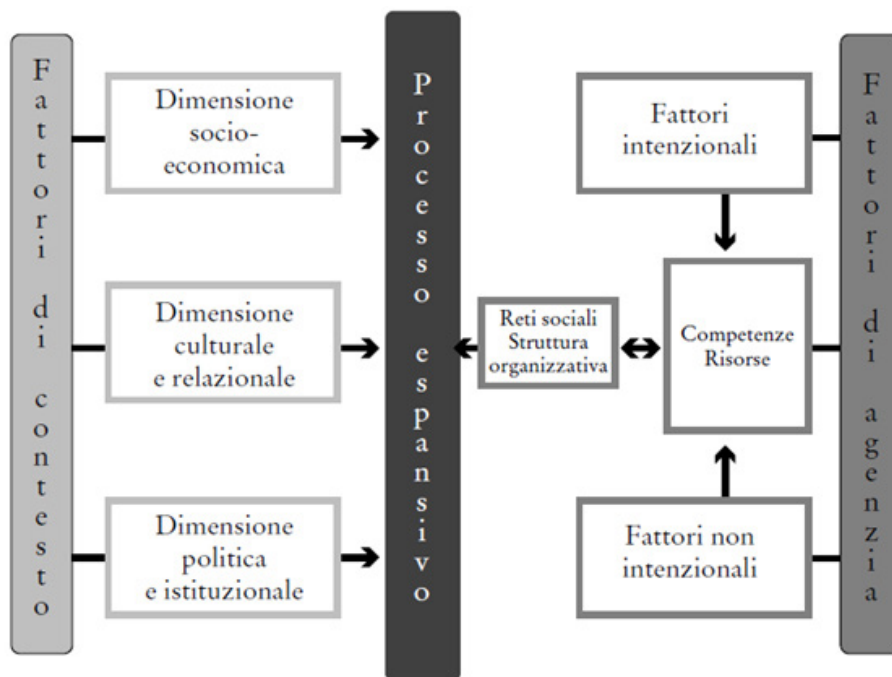 Fattori di contesto
Dimensione
socio-
economica
Dimensione
culturale
e relazionale
Dimensione
politica
e istituzionale
Processo espansivo
Reti sociali
Struttura
organizzativa
Fattori
intenzionali
Competenze
Risorse
Fattori non
intenzionali
Fattori di agenzia